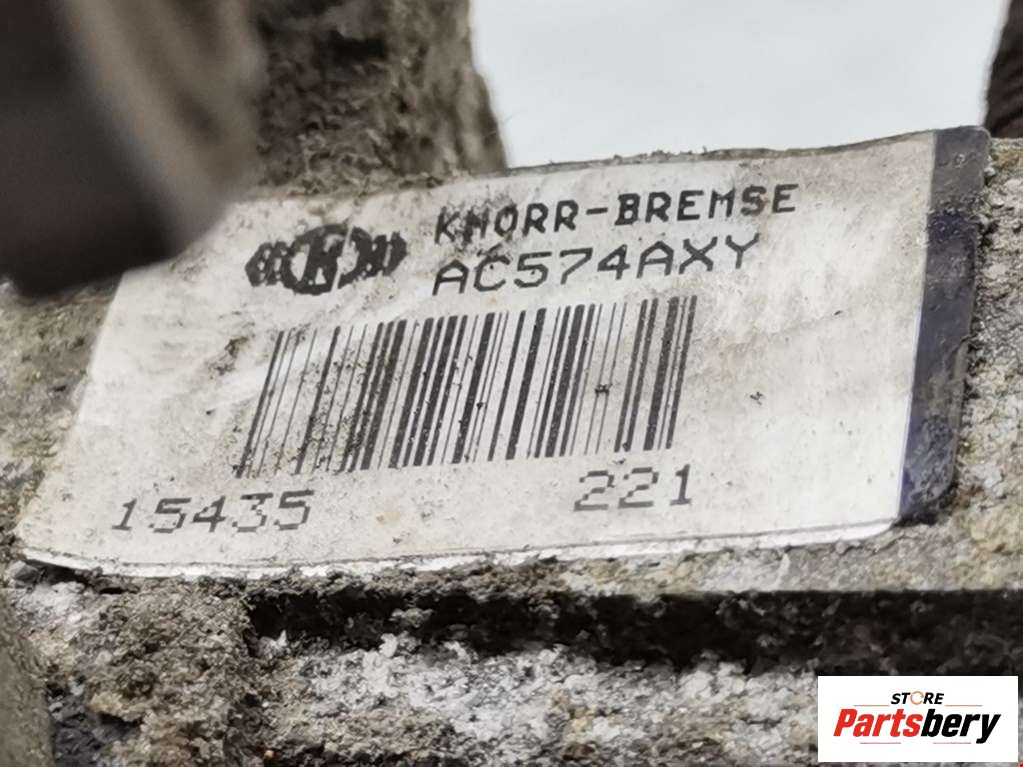 KNORR-BREMSE
AC574AXY
15435 221
STORE
Partsbery